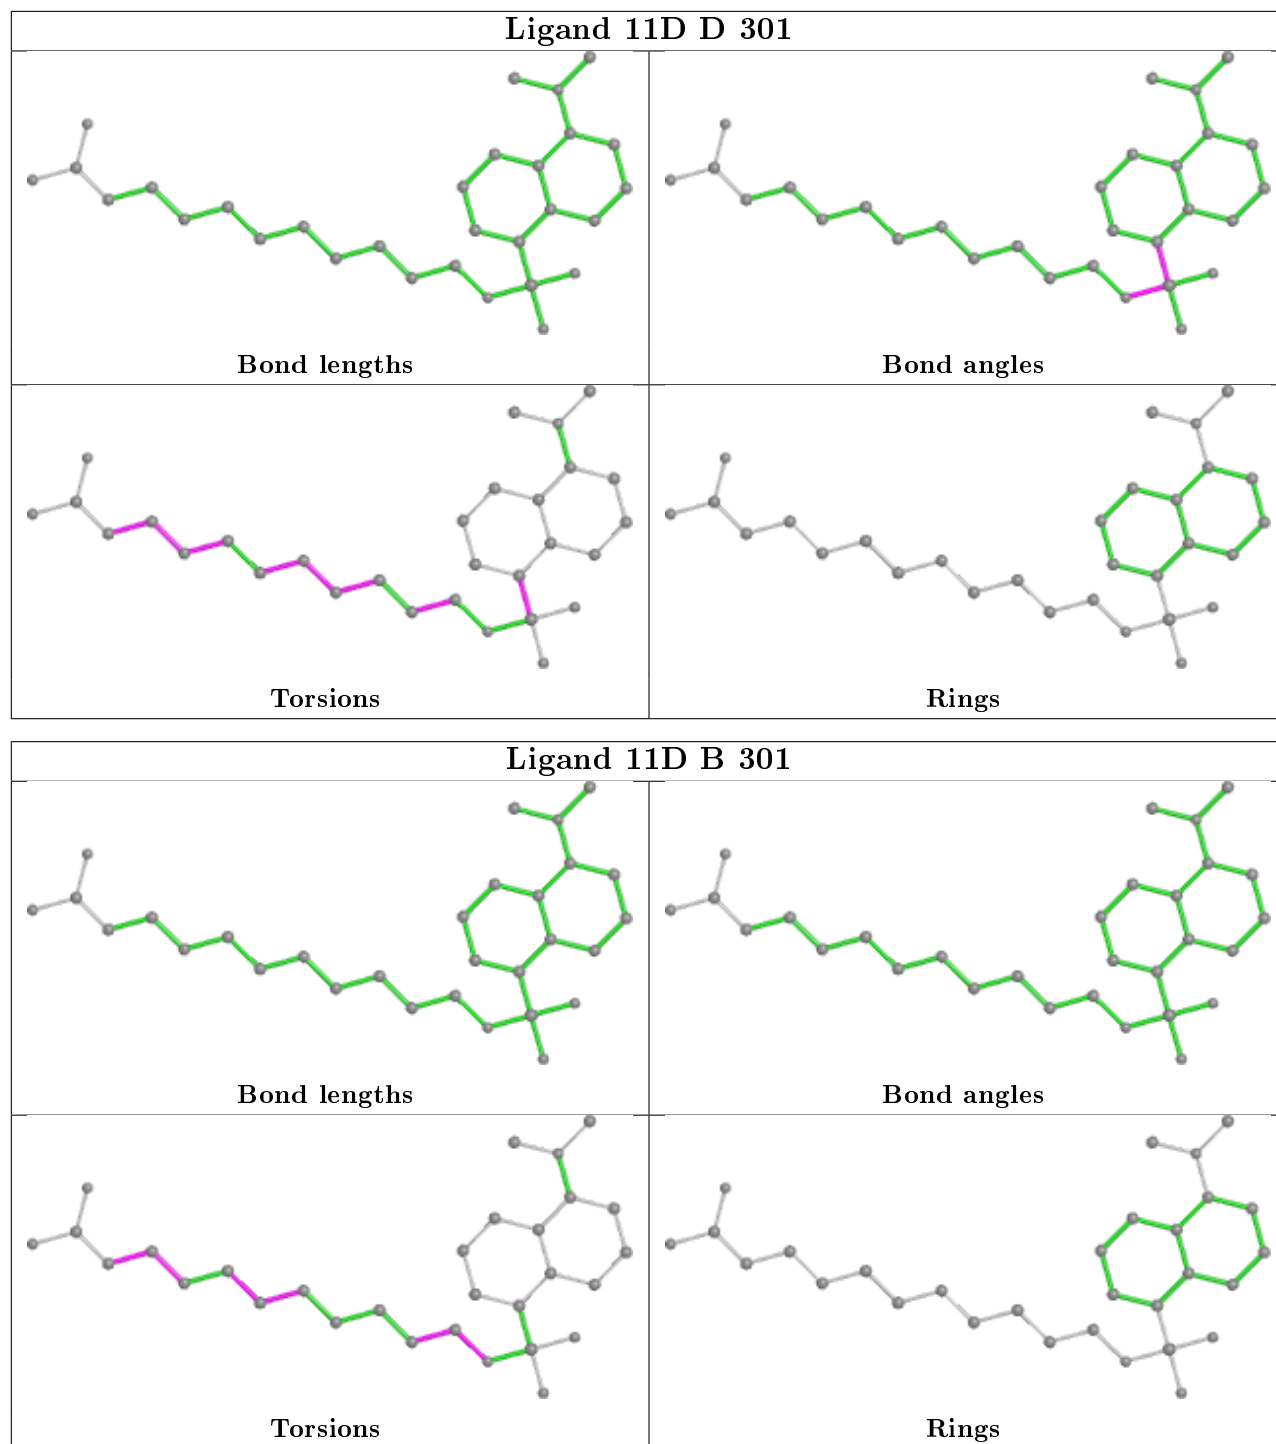 Ligand 11D D 301
Bond lengths
Bond angles
Torsions
Rings
Ligand 11D B 301
Bond lengths
Bond angles
Torsions
Rings